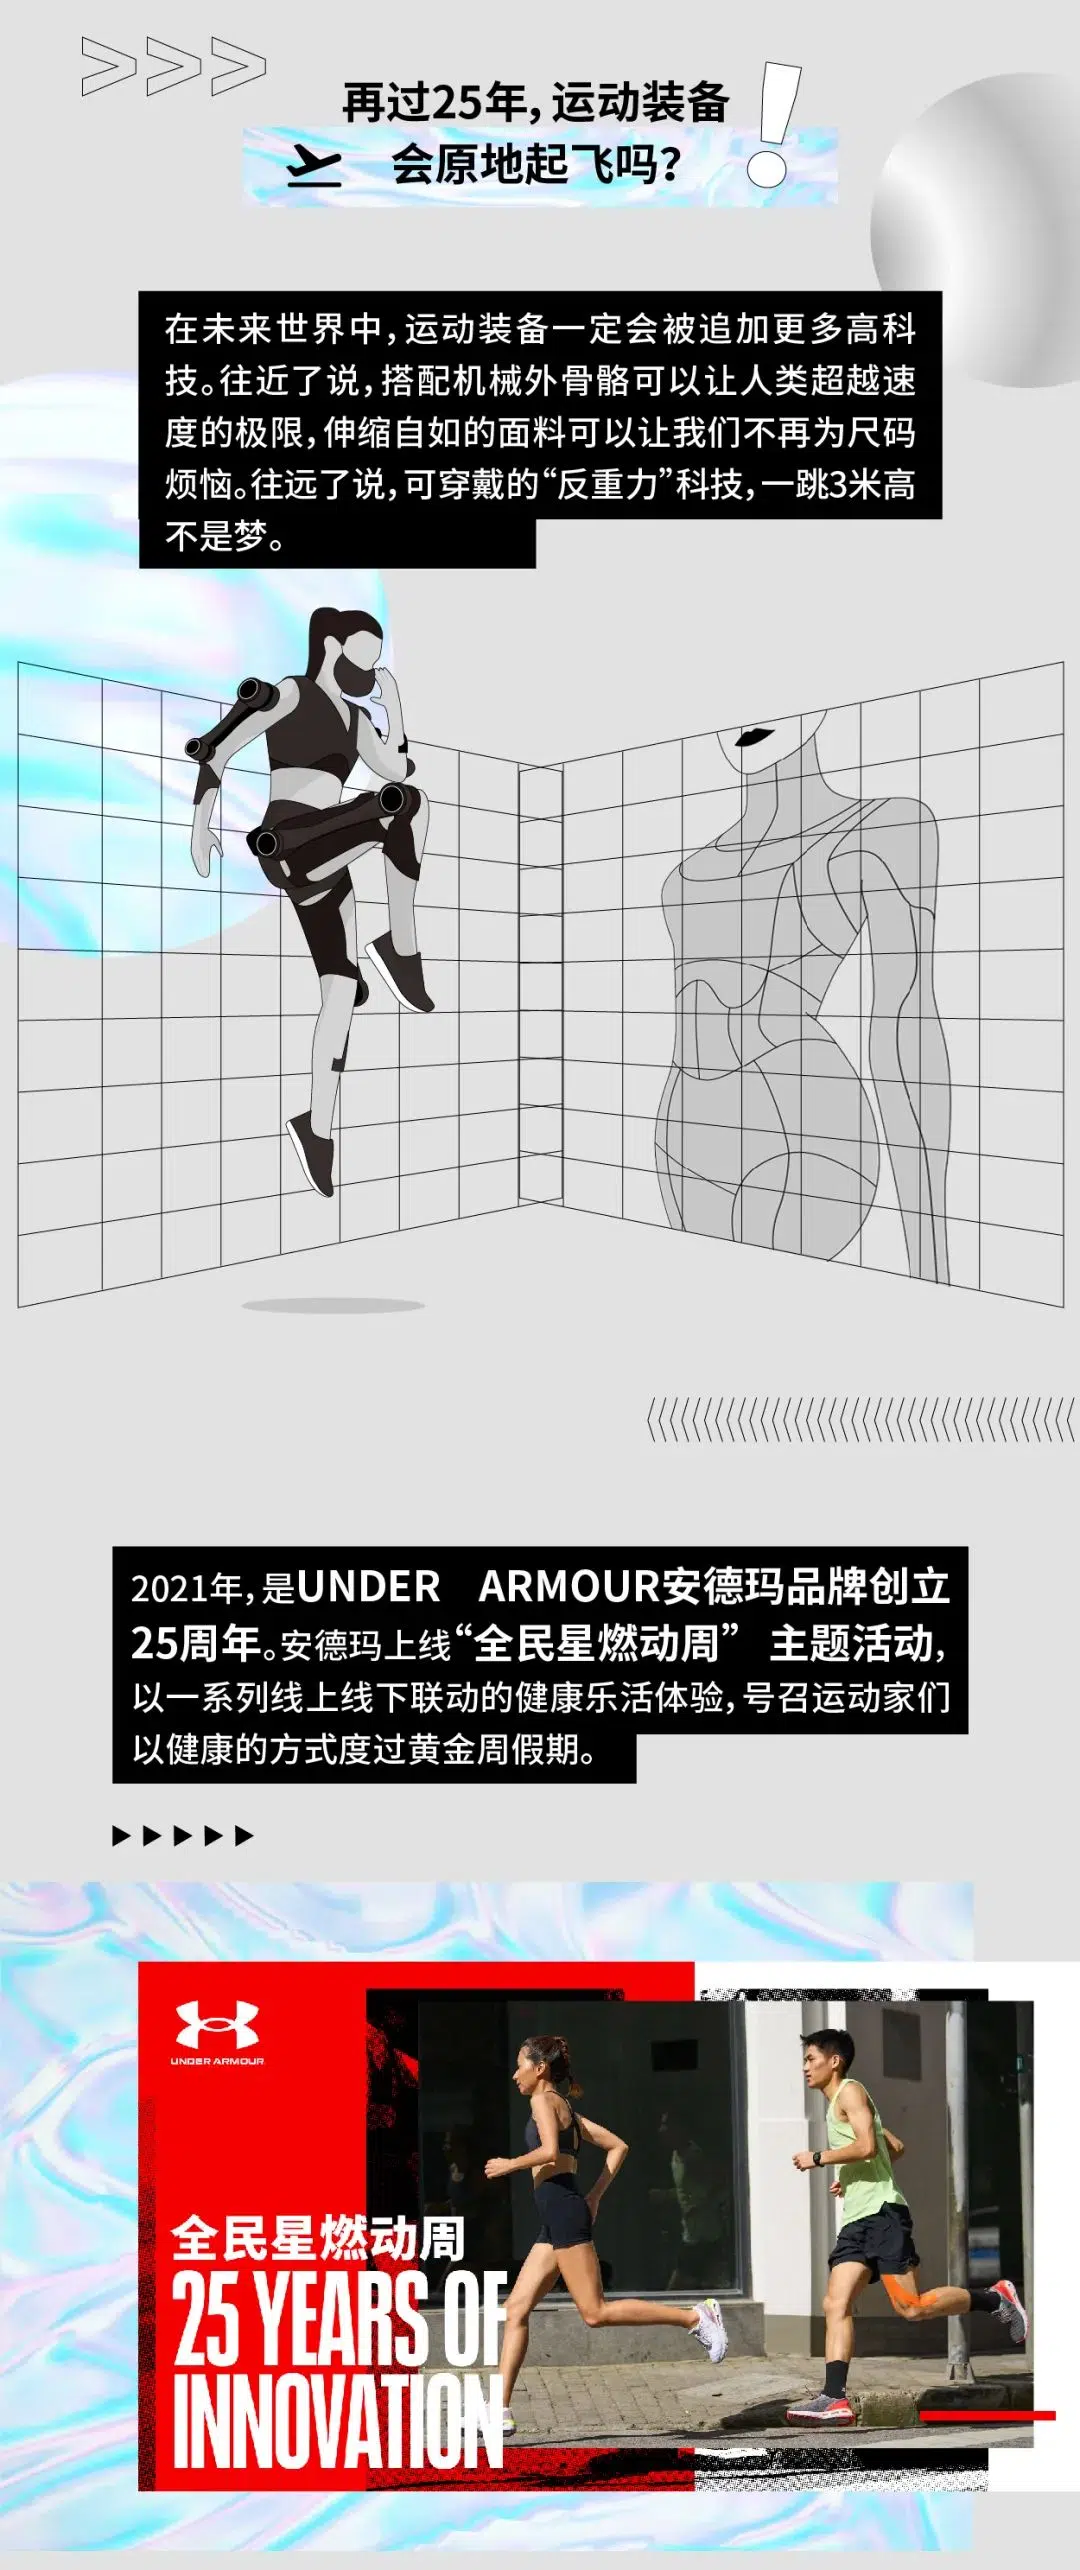 再过25年，运动装备
会原地起飞吗？
在未来世界中，运动装备一定会被追加更多高科
技。往近了说，搭配机械外骨骼可以让人类超越速
度的极限，伸缩自如的面料可以让我们不再为尺码
烦恼。往远了说，可穿戴的“反重力”科技，一跳3米高
不是梦。
2021年，是UNDER ARMOUR安德玛品牌创立
25周年。安德玛上线“全民星燃动周” 主题活动，
以一系列线上线下联动的健康乐活体验，号召运动家们
以健康的方式度过黄金周假期。
UNDER ARMOUR
全民星燃动周
25 YEARS OF
INNOVATION